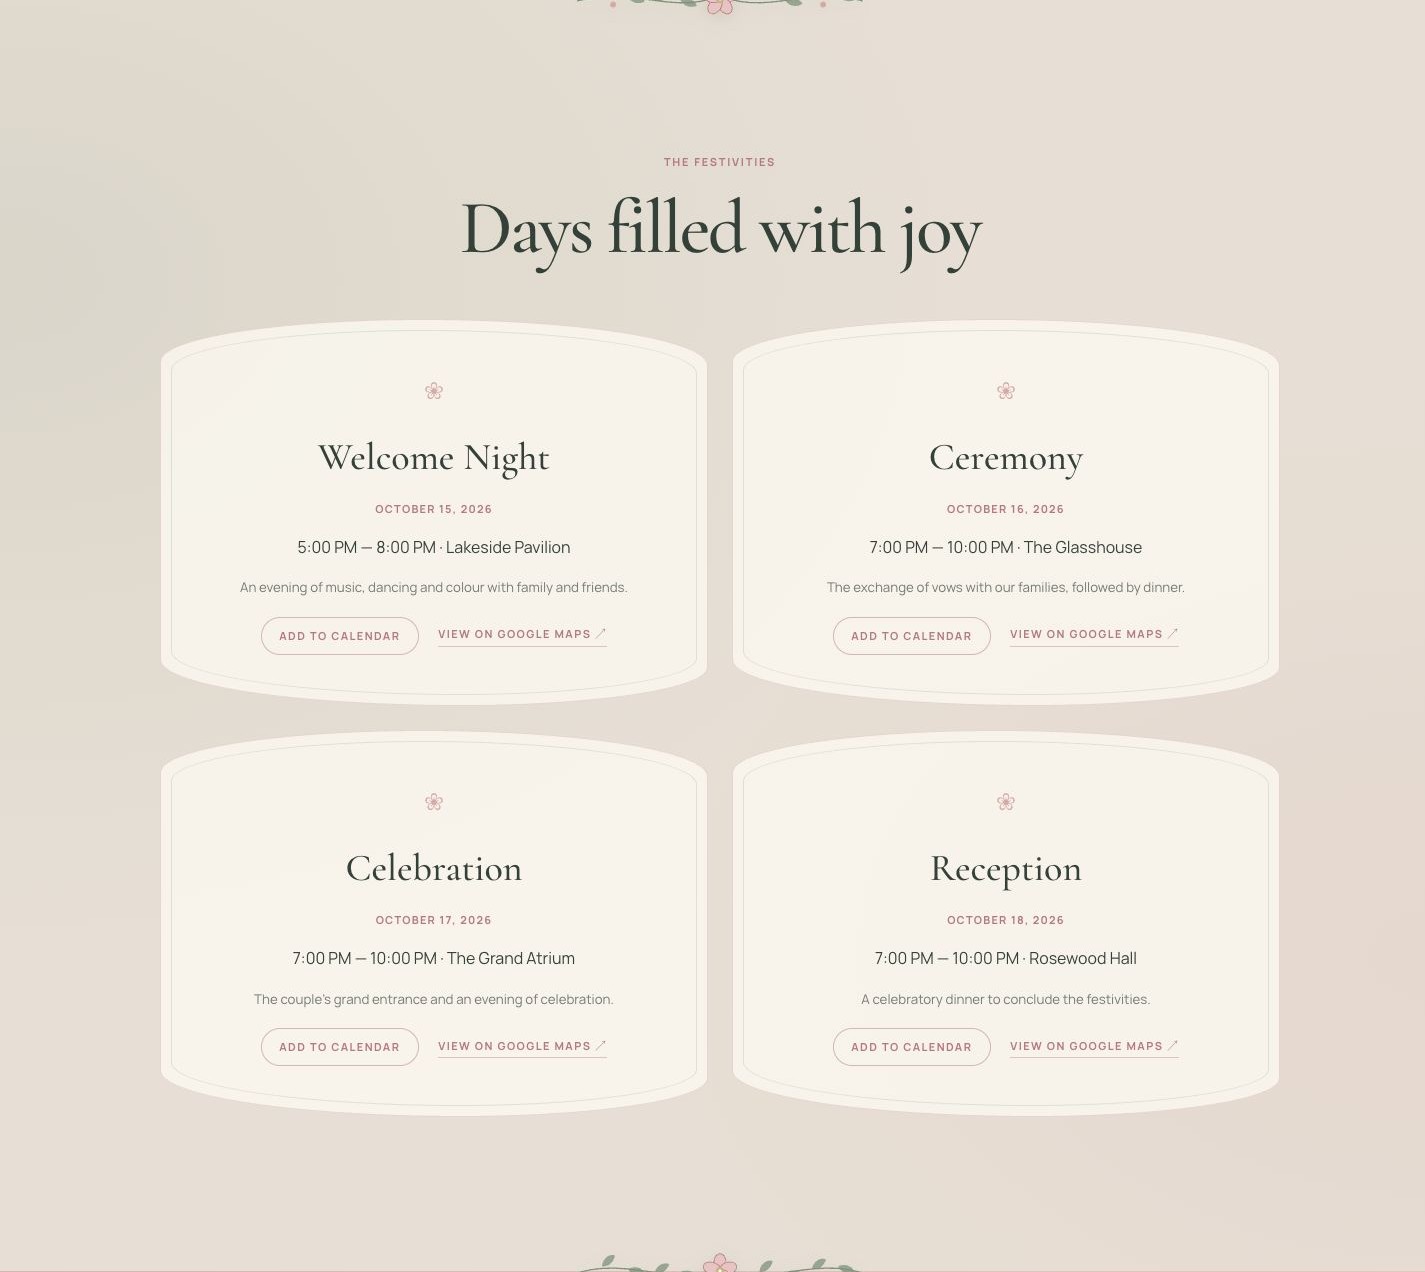 THE FESTIVITIES
Days filled with joy
Welcome Night
OCTOBER 15, 2026
5:00 PM — 8:00 PM · Lakeside Pavilion
An evening of music, dancing and colour with family and friends.
ADD TO CALENDAR
VIEW ON GOOGLE MAPS ↗
Ceremony
OCTOBER 16, 2026
7:00 PM — 10:00 PM · The Glasshouse
The exchange of vows with our families, followed by dinner.
ADD TO CALENDAR
VIEW ON GOOGLE MAPS ↗
Celebration
OCTOBER 17, 2026
7:00 PM — 10:00 PM · The Grand Atrium
The couple's grand entrance and an evening of celebration.
ADD TO CALENDAR
VIEW ON GOOGLE MAPS ↗
Reception
OCTOBER 18, 2026
7:00 PM — 10:00 PM · Rosewood Hall
A celebratory dinner to conclude the festivities.
ADD TO CALENDAR
VIEW ON GOOGLE MAPS ↗